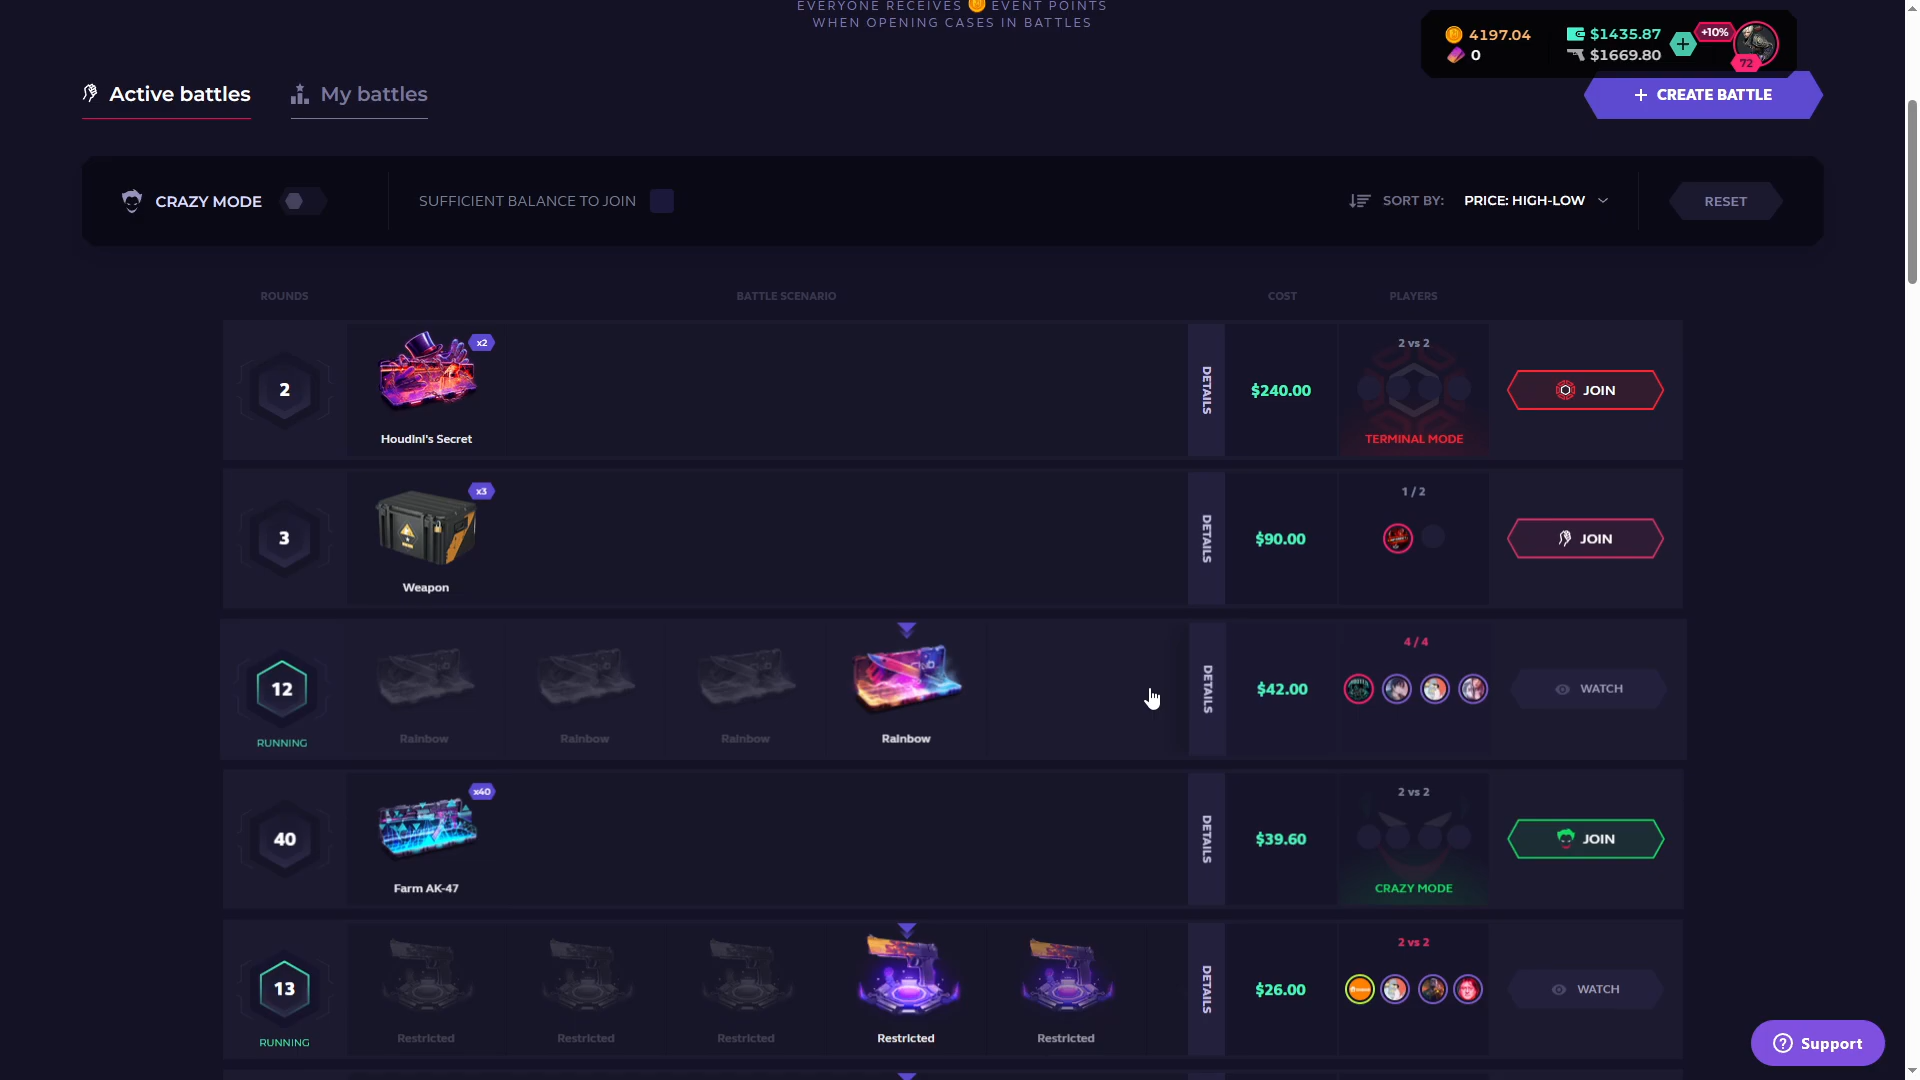 EVERYONE RECEIVES EVENT POINTS
WHEN OPENING CASES IN BATTLES
4197.04
0
$1435.87
$1669.80
+10%
72
Active battles
My battles
+ CREATE BATTLE
CRAZY MODE
SUFFICIENT BALANCE TO JOIN
SORT BY: PRICE: HIGH-LOW
RESET
ROUNDS
BATTLE SCENARIO
COST
PLAYERS
2
x2
Houdini's Secret
DETAILS
$240.00
2 vs 2
TERMINAL MODE
JOIN
3
x3
Weapon
DETAILS
$90.00
1 / 2
JOIN
12
RUNNING
Rainbow
Rainbow
Rainbow
Rainbow
DETAILS
$42.00
4 / 4
WATCH
40
x40
Farm AK-47
DETAILS
$39.60
2 vs 2
CRAZY MODE
JOIN
13
RUNNING
Restricted
Restricted
Restricted
Restricted
Restricted
DETAILS
$26.00
2 vs 2
WATCH
Support